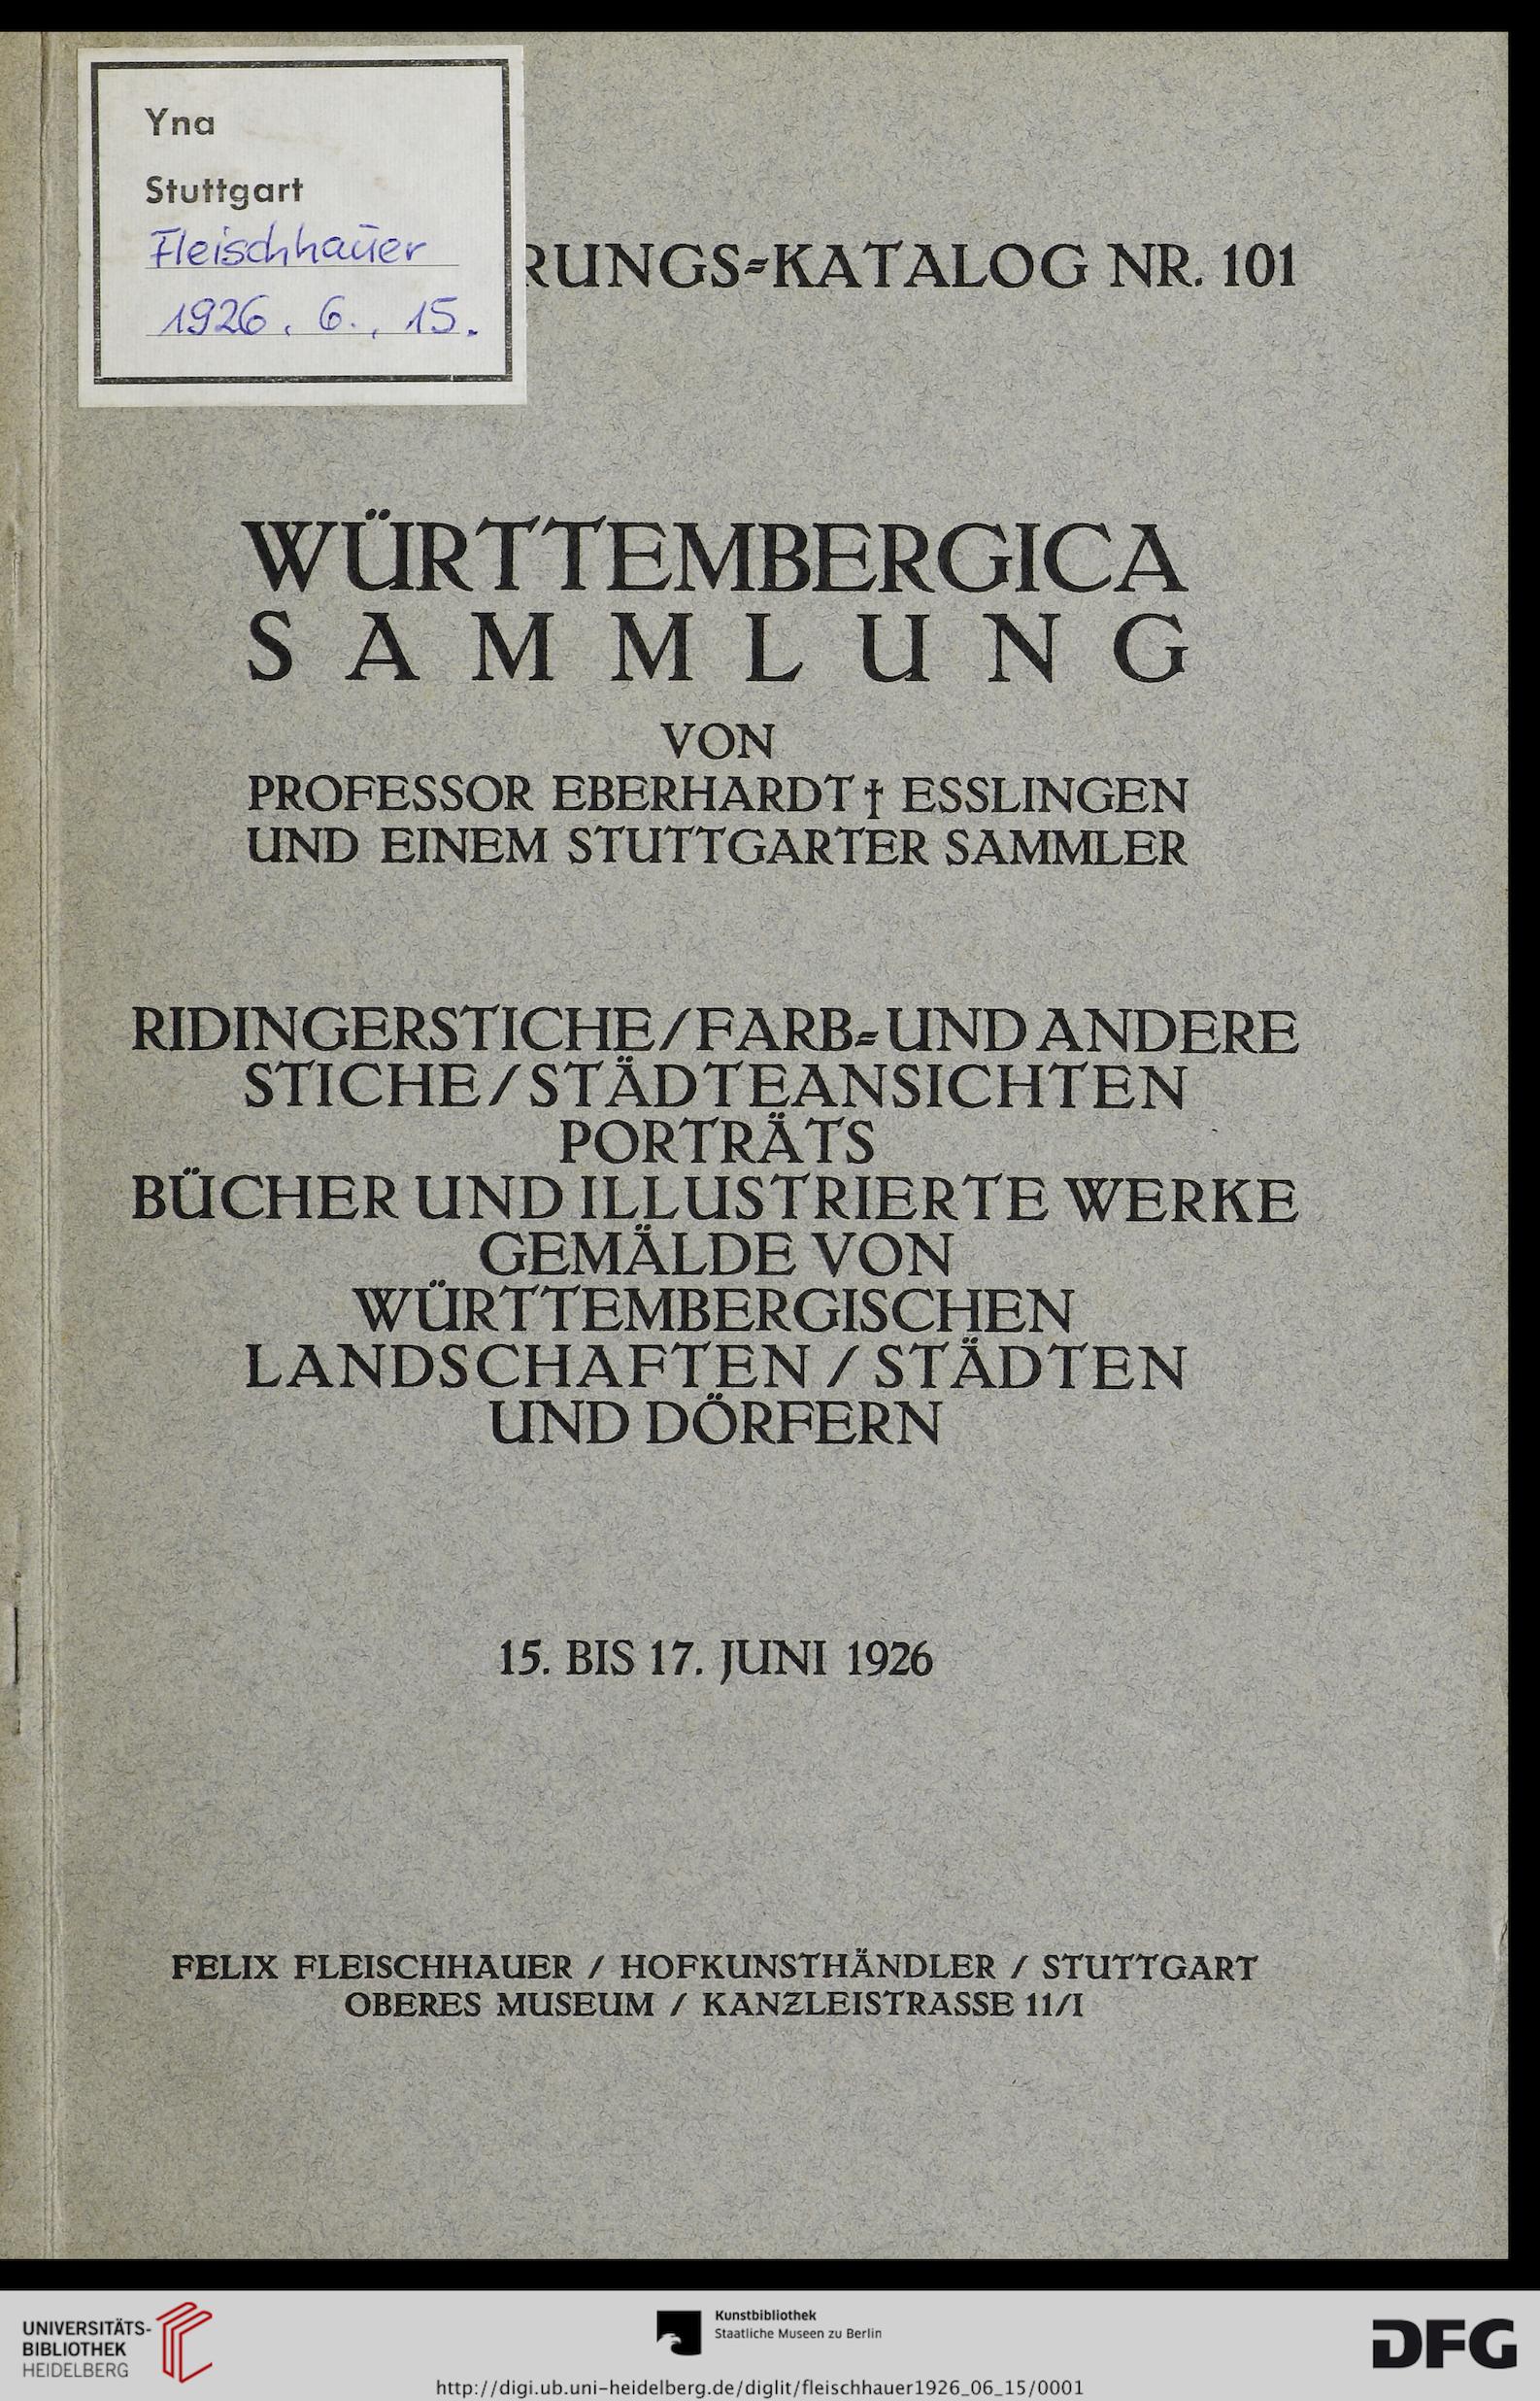 Yna
Stuttgart
Fleischhauer
1926. 6., 15.
RUNGS=KATALOG NR. 101
WÜRTTEMBERGICA
SAMMLUNG
VON
PROFESSOR EBERHARDT † ESSLINGEN
UND EINEM STUTTGARTER SAMMLER
RIDINGERSTICHE / FARB= UND ANDERE
STICHE / STÄDTEANSICHTEN
PORTRÄTS
BÜCHER UND ILLUSTRIERTE WERKE
GEMÄLDE VON
WÜRTTEMBERGISCHEN
LANDSCHAFTEN / STÄDTEN
UND DÖRFERN
15. BIS 17. JUNI 1926
FELIX FLEISCHHAUER / HOFKUNSTHÄNDLER / STUTTGART
OBERES MUSEUM / KANZLEISTRASSE 11/I
UNIVERSITÄTS-
BIBLIOTHEK
HEIDELBERG
Kunstbibliothek
Staatliche Museen zu Berlin
DFG
http://digi.ub.uni-heidelberg.de/diglit/fleischhauer1926_06_15/0001